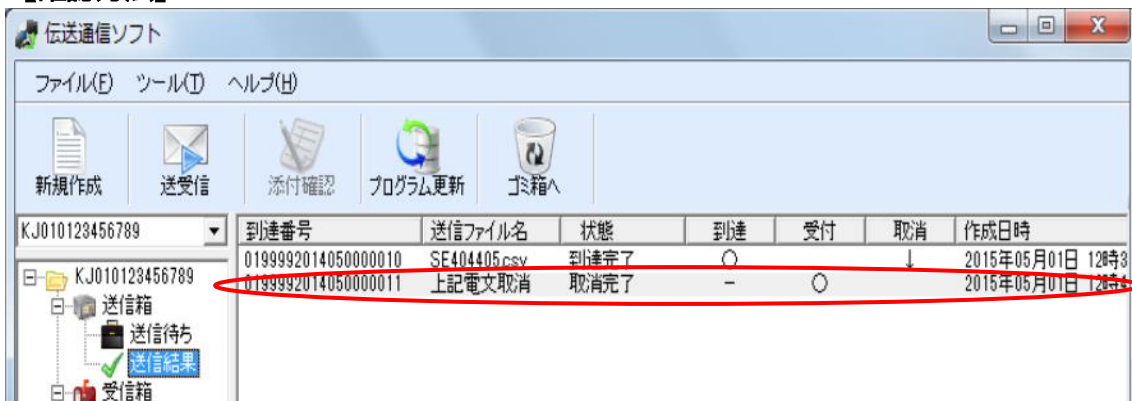 伝送通信ソフト
ファイル(F) ツール(T) ヘルプ(H)
新規作成 送受信 添付確認 プログラム更新 ゴミ箱へ
KJ010123456789 到達番号 送信ファイル名 状態 到達 受付 取消 作成日時
0199992014050000010 SE404405.csv 到達完了 ○ ↓ 2015年05月01日 12時3
KJ010123456789 0199992014050000011 上記電文取消 取消完了 − ○ 2015年05月01日
送信箱
送信待ち
送信結果
受信箱